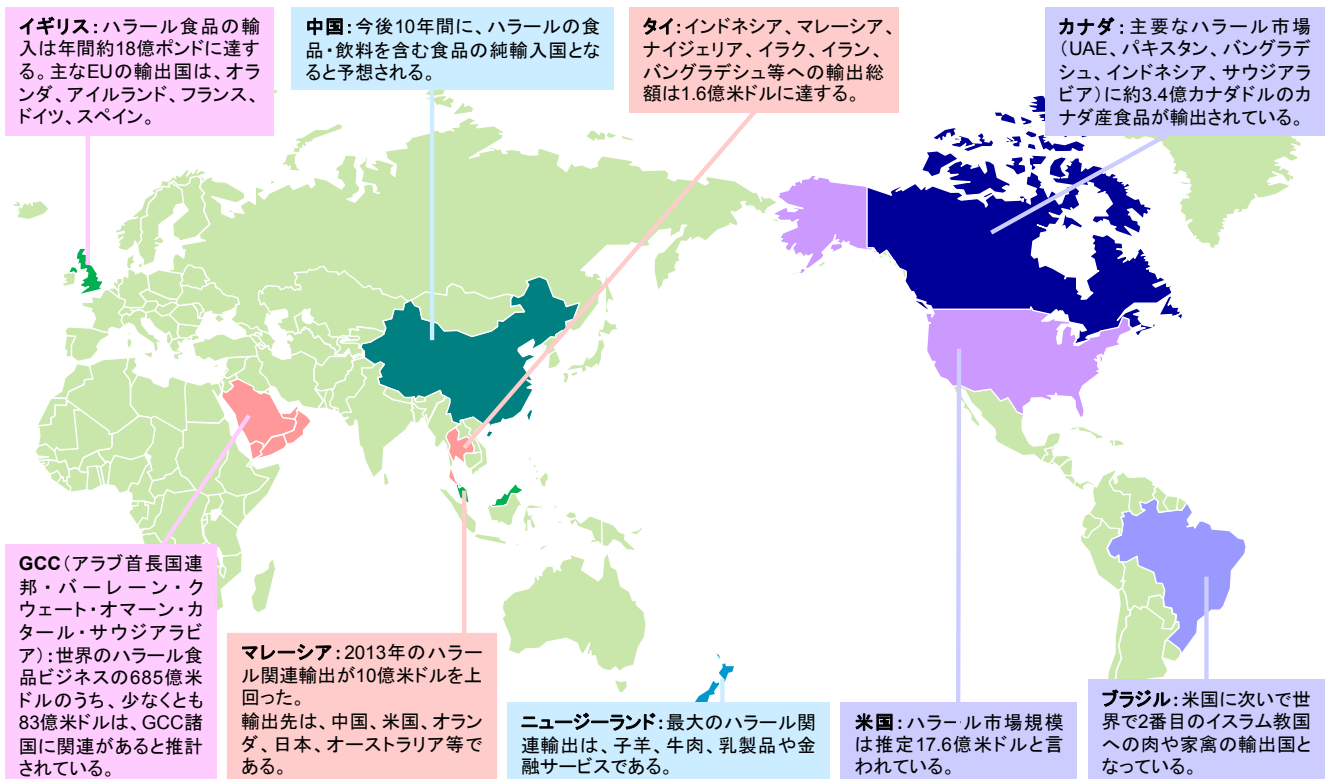 イギリス：ハラール食品の輸
入は年間約18億ポンドに達す
る。主なEUの輸出国は、オラ
ンダ、アイルランド、フランス、
ドイツ、スペイン。
中国：今後10年間に、ハラールの食
品・飲料を含む食品の純輸入国とな
ると予想される。
タイ：インドネシア、マレーシア、
ナイジェリア、イラク、イラン、
バングラデシュ等への輸出総
額は1.6億米ドルに達する。
カナダ：主要なハラール市場
（UAE、パキスタン、バングラデ
シュ、インドネシア、サウジアラ
ビア）に約3.4億カナダドルのカ
ナダ産食品が輸出されている。
GCC（アラブ首長国連
邦・バーレーン・ク
ウェート・オマーン・カ
タール・サウジアラビ
ア）：世界のハラール食
品ビジネスの685億米
ドルのうち、少なくとも
83億米ドルは、GCC諸
国に関連があると推計
されている。
マレーシア：2013年のハラー
ル関連輸出が10億米ドルを上
回った。
輸出先は、中国、米国、オラン
ダ、日本、オーストラリア等で
ある。
ニュージーランド：最大のハラール関
連輸出は、子羊、牛肉、乳製品や金
融サービスである。
米国：ハラール市場規模
は推定17.6億米ドルと言
われている。
ブラジル：米国に次いで世
界で2番目のイスラム教国
への肉や家禽の輸出国と
なっている。